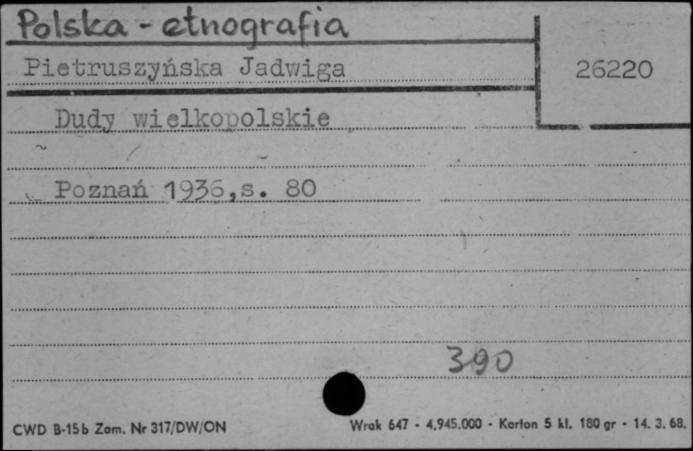 Polska - etnografia
Pietruszyńska Jadwiga
26220
Dudy wielkopolskie
Poznań 1936,s. 80
390
CWD B-15b Zam. Nr 317/DW/ON
Wrak 647 - 4.945.000 - Karton 5 kl. 180 gr - 14. 3. 68.